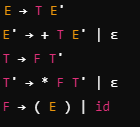 E → T E'
E' → + T E' | ε
T → F T'
T' → * F T' | ε
F → ( E ) | id